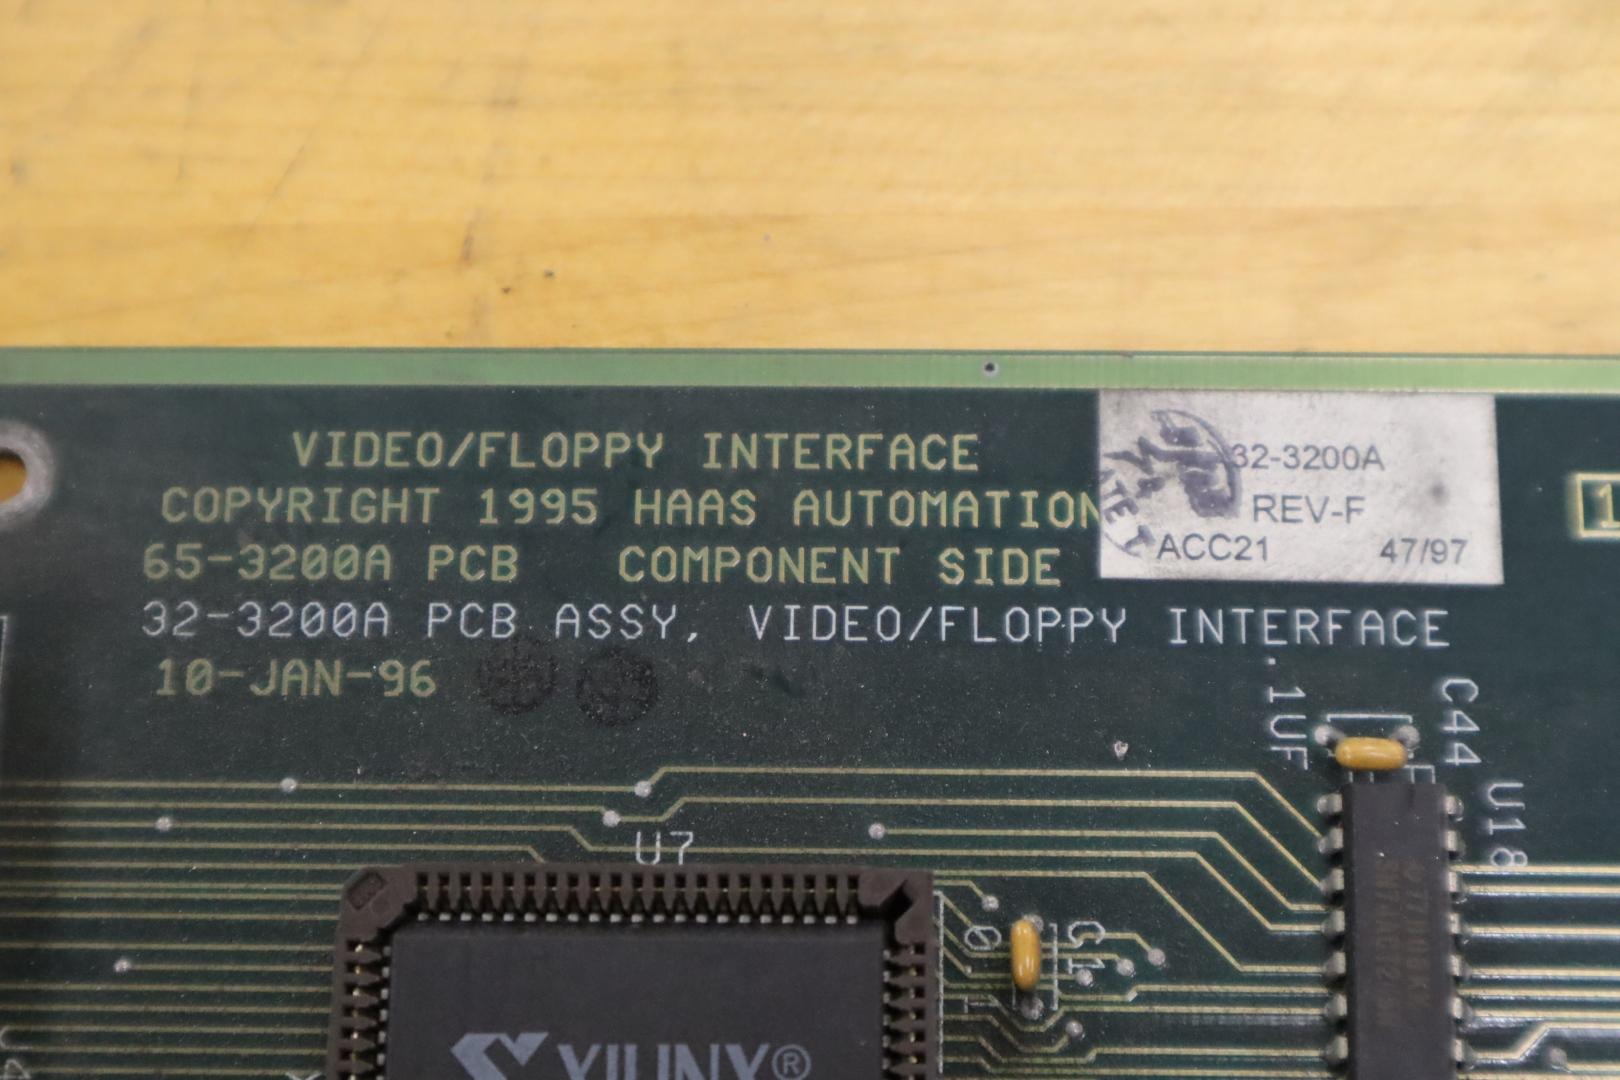 VIDEO/FLOPPY INTERFACE
COPYRIGHT 1995 HAAS AUTOMATION
65-3200A PCB COMPONENT SIDE
32-3200A PCB ASSY, VIDEO/FLOPPY INTERFACE
10-JAN-96
32-3200A
REV-F
ACC21 47/97
1
.1UF
C44
U18
U7
XILINX®